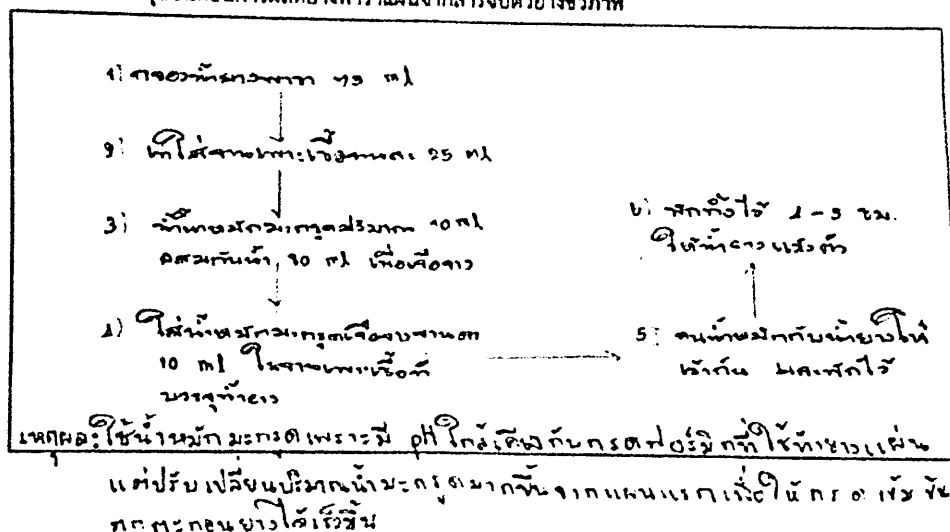 1) กรองน้ำยางพารา 75 ml
2) เทใส่จานเพาะเชื้อจานละ 25 ml
3) นำน้ำหมักมะกรูดปริมาณ 10 ml
ผสมกับน้ำ 90 ml เพื่อเจือจาง
4) ใส่น้ำหมักมะกรูดเจือจาง
10 ml ในจานเพาะเชื้อที่
บรรจุน้ำยาง
5) คนน้ำหมักกับน้ำยางให้
เข้ากัน และพักไว้
6) พักทิ้งไว้ ชม.
ให้น้ำยางแข็งตัว
เหตุผล: ใช้น้ำหมักมะกรูดเพราะมี pH ใกล้เคียงกับกรดฟอร์มิกที่ใช้ทำยางแผ่น
แต่ปรับเปลี่ยนปริมาณน้ำมะกรูดมากขึ้นจากแผนแรกเพื่อให้กรดเข้มข้น
ตกตะกอนยางได้เร็วขึ้น